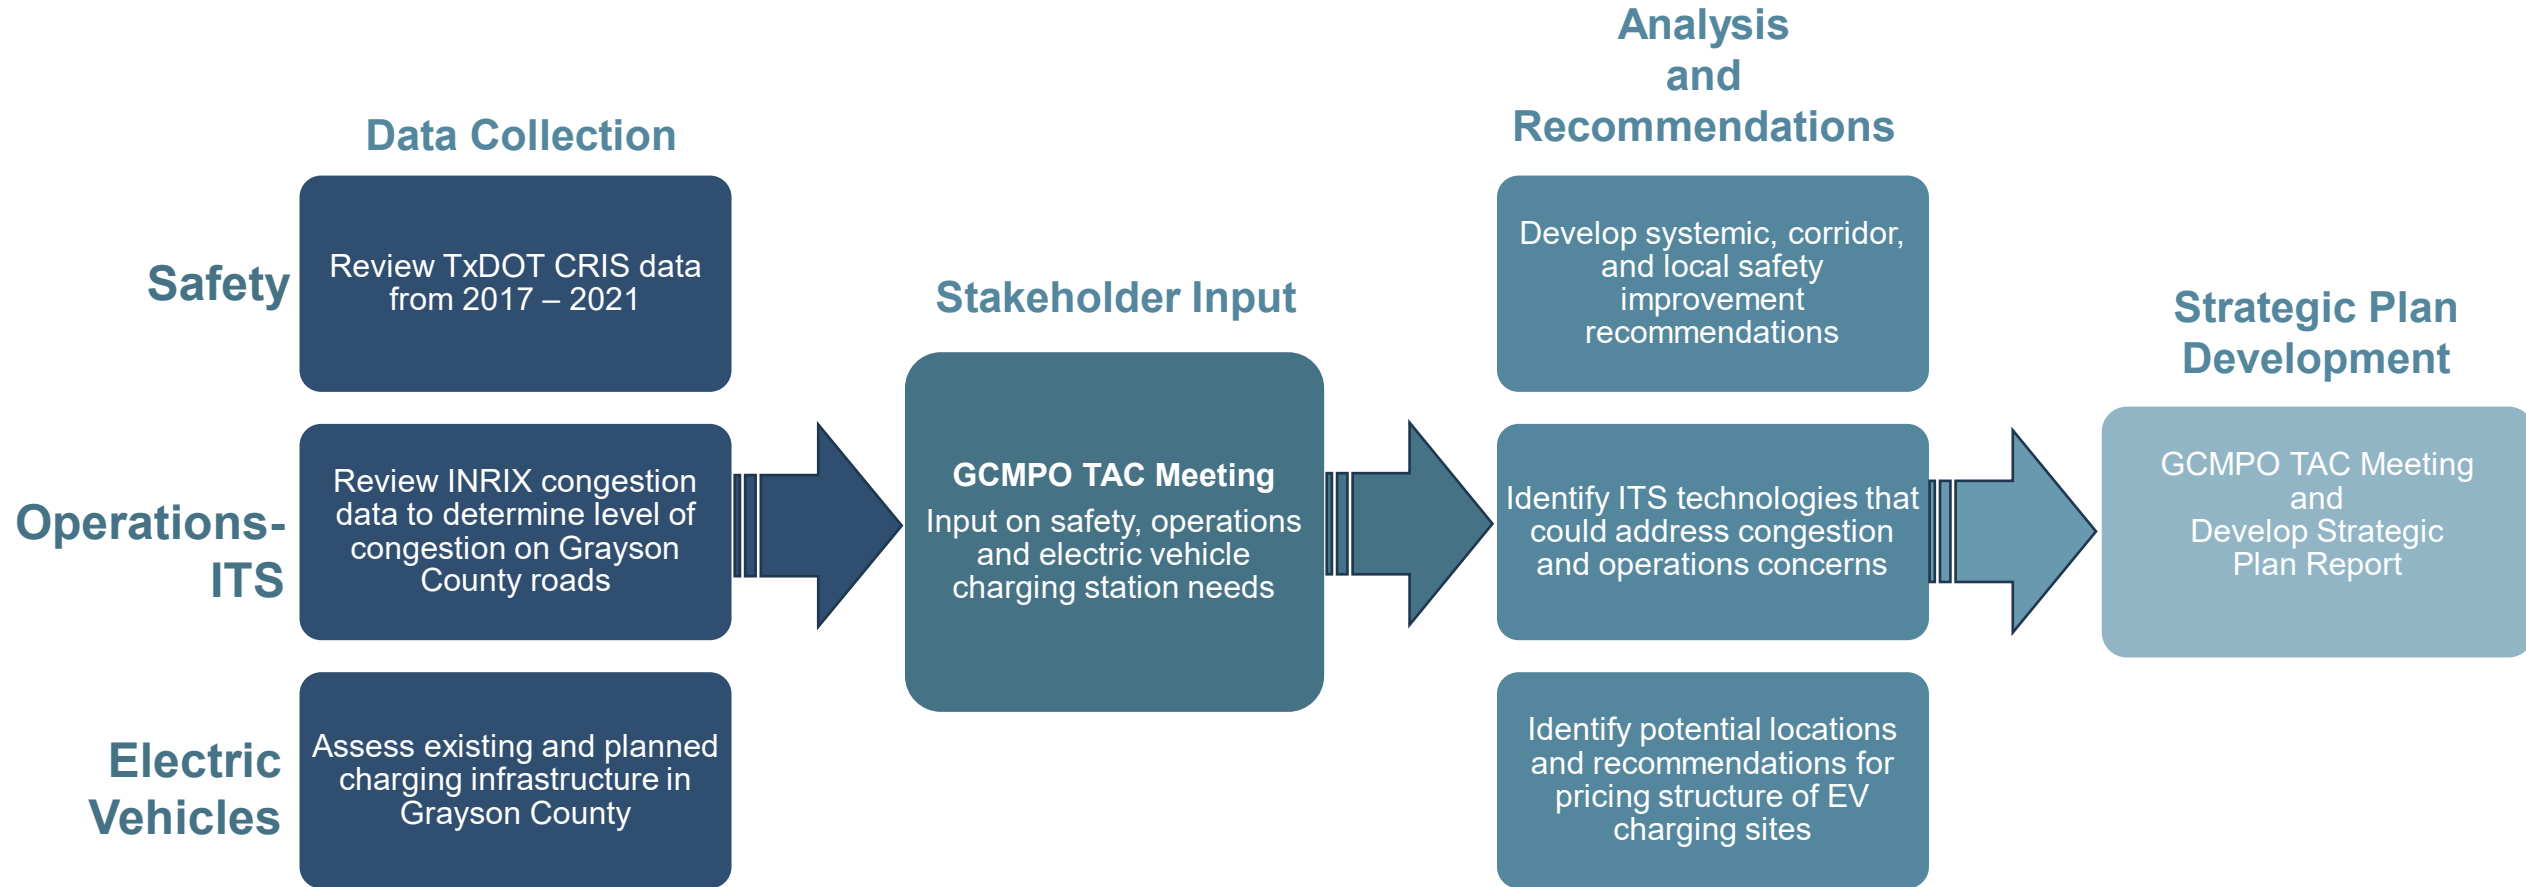 Data Collection
Safety
Review TxDOT CRIS data
from 2017 – 2021
Operations-
ITS
Review INRIX congestion
data to determine level of
congestion on Grayson
County roads
Electric
Vehicles
Assess existing and planned
charging infrastructure in
Grayson County
Stakeholder Input
GCMPO TAC Meeting
Input on safety, operations
and electric vehicle
charging station needs
Analysis
and
Recommendations
Develop systemic, corridor,
and local safety
improvement
recommendations
Identify ITS technologies that
could address congestion
and operations concerns
Identify potential locations
and recommendations for
pricing structure of EV
charging sites
Strategic Plan
Development
GCMPO TAC Meeting
and
Develop Strategic
Plan Report